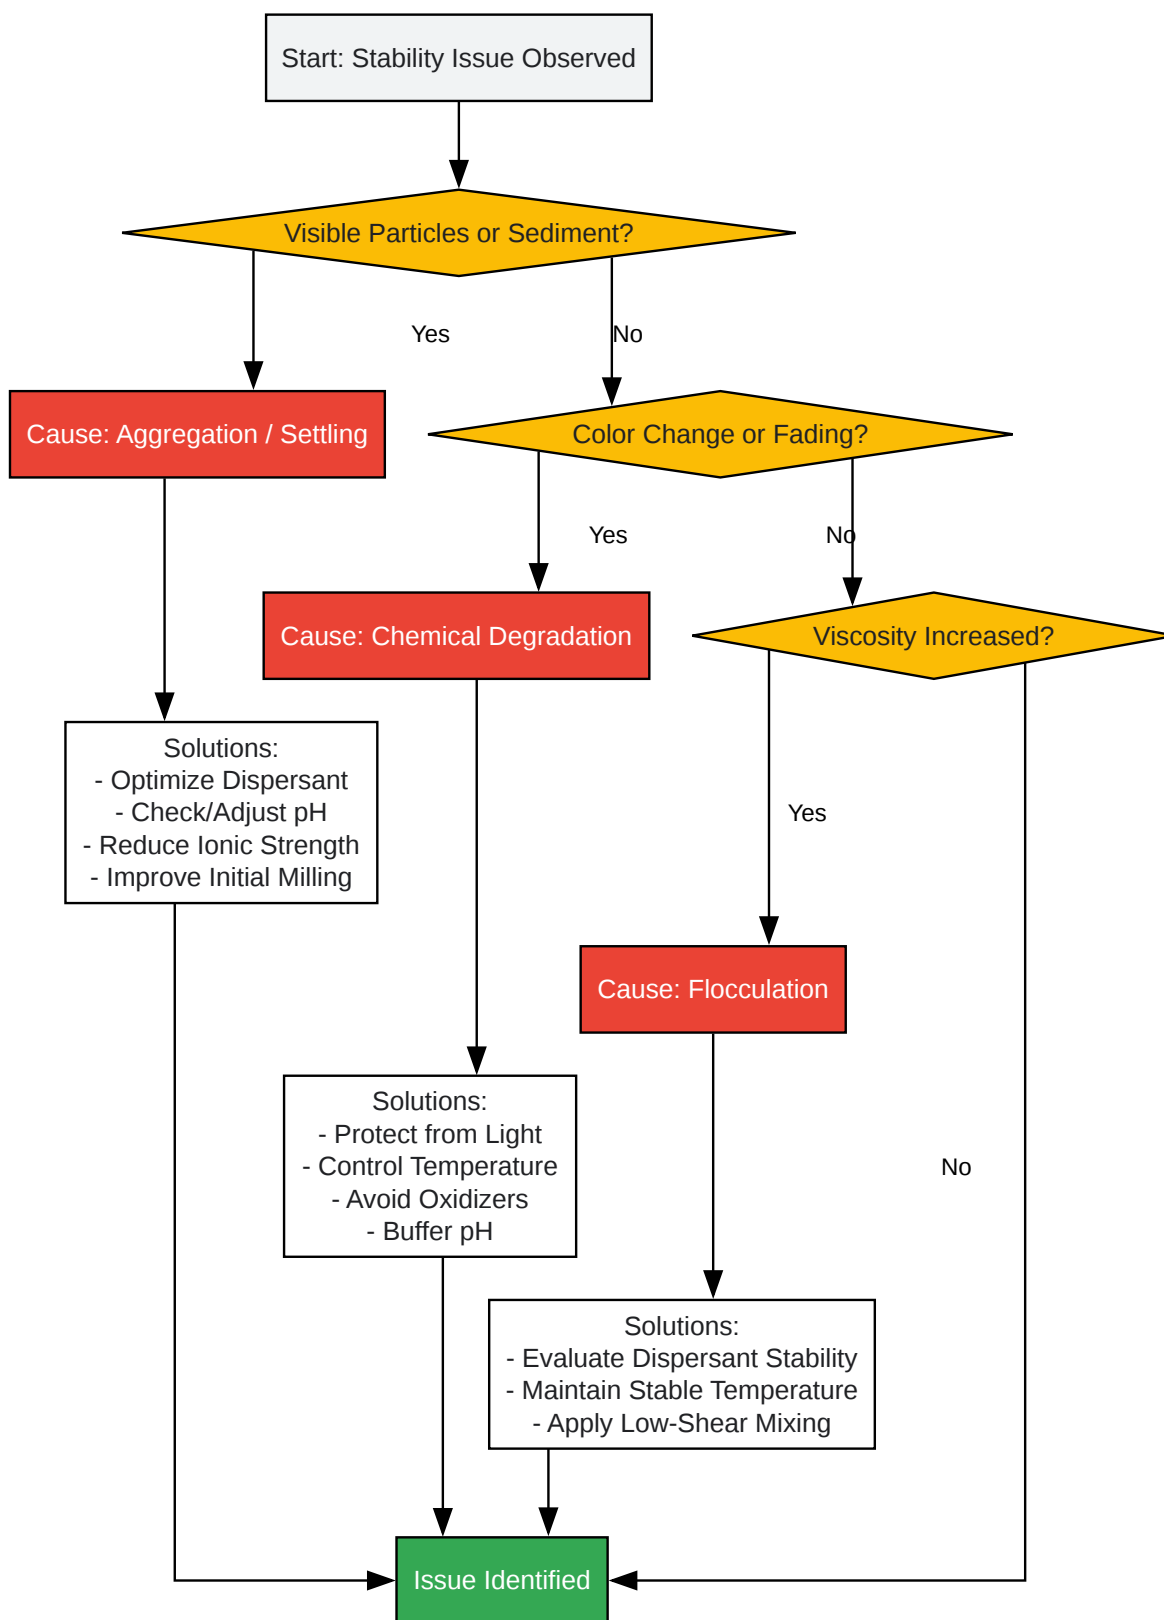 Start: Stability Issue Observed
Visible Particles or Sediment?
Yes
No
Cause: Aggregation / Settling
Color Change or Fading?
Yes
No
Cause: Chemical Degradation
Viscosity Increased?
Solutions:
- Optimize Dispersant
- Check/Adjust pH
- Reduce Ionic Strength
- Improve Initial Milling
Yes
Cause: Flocculation
Solutions:
- Protect from Light
- Control Temperature
- Avoid Oxidizers
- Buffer pH
No
Solutions:
- Evaluate Dispersant Stability
- Maintain Stable Temperature
- Apply Low-Shear Mixing
Issue Identified